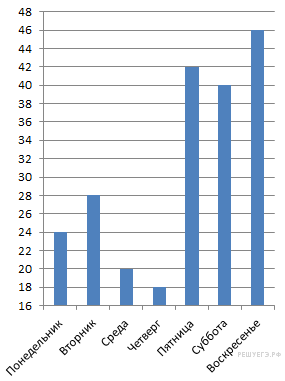 48
46
44
42
40
38
36
34
32
30
28
26
24
22
20
18
16
Понедельник
Вторник
Среда
Четверг
Пятница
Суббота
Воскресенье
РЕШУЕГЭ.РФ